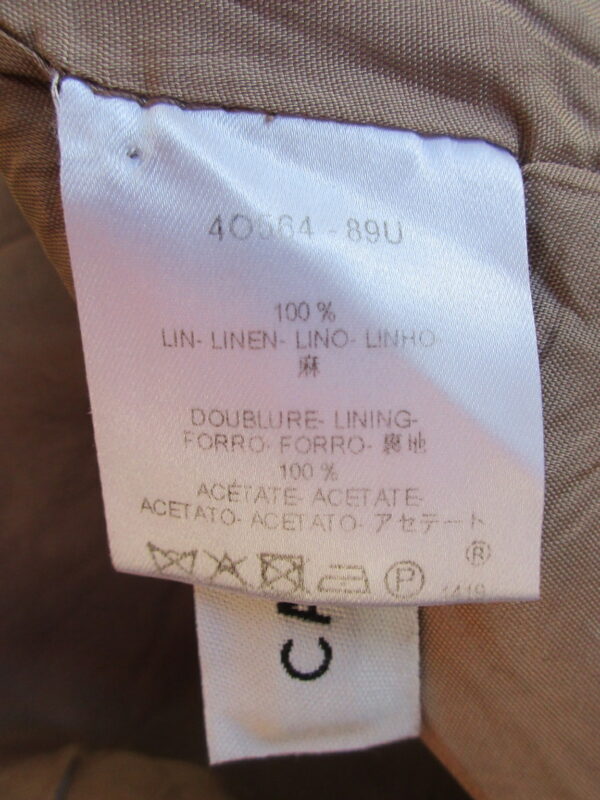 40564 - 89U
100 %
LIN- LINEN- LINO- LINHO-
麻
DOUBLURE- LINING-
FORRO- FORRO- 裏地
100 %
ACÉTATE- ACETATE-
ACETATO- ACETATO- アセテート
®
P
1419